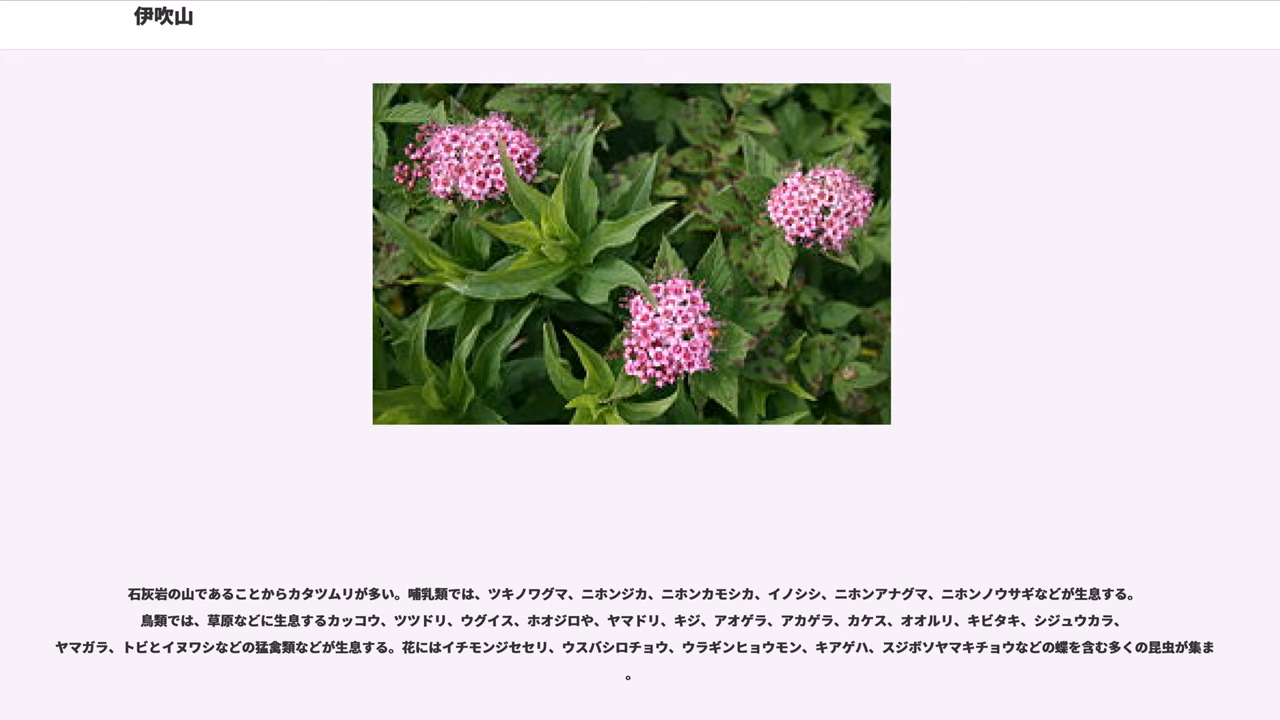 伊吹山
石灰岩の山であることからカタツムリが多い。哺乳類では、ツキノワグマ、ニホンジカ、ニホンカモシカ、イノシシ、ニホンアナグマ、ニホンノウサギなどが生息する。
鳥類では、草原などに生息するカッコウ、ツツドリ、ウグイス、ホオジロや、ヤマドリ、キジ、アオゲラ、アカゲラ、カケス、オオルリ、キビタキ、シジュウカラ、
ヤマガラ、トビとイヌワシなどの猛禽類などが生息する。花にはイチモンジセセリ、ウスバシロチョウ、ウラギンヒョウモン、キアゲハ、スジボソヤマキチョウなどの蝶を含む多くの昆虫が集ま
。